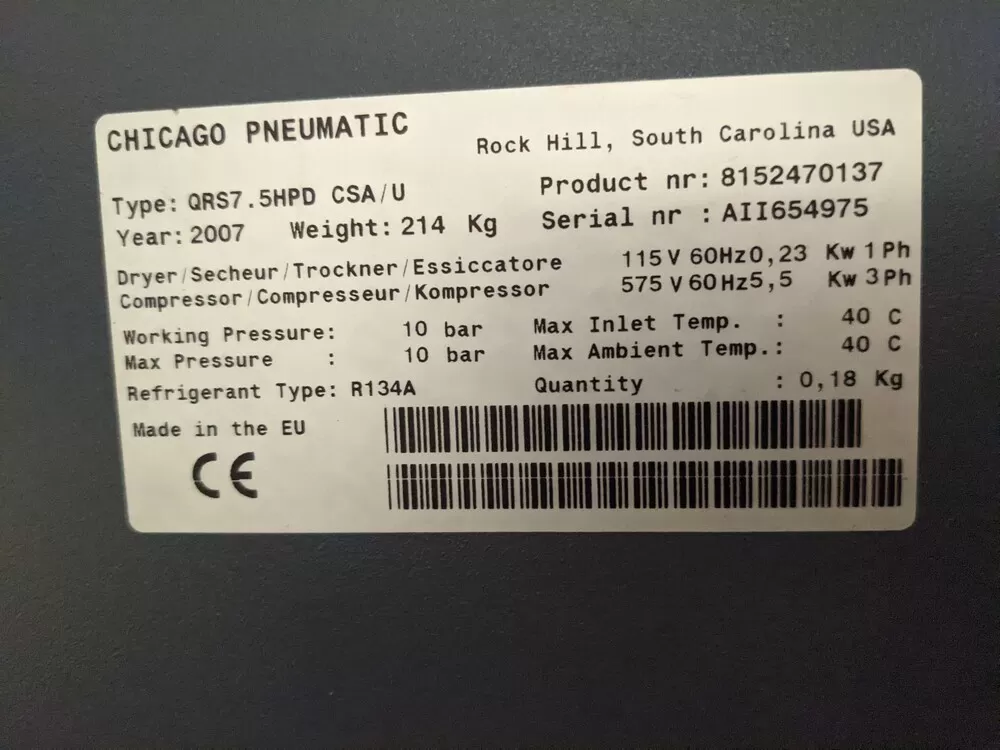 CHICAGO PNEUMATIC
Rock Hill, South Carolina USA
Type: QRS7.5HPD CSA/U
Product nr: 8152470137
Year: 2007 Weight: 214 Kg
Serial nr : AII654975
Dryer/Secheur/Trockner/Essiccatore 115 V 60Hz 0,23 Kw 1 Ph
Compressor/Compresseur/Kompressor 575 V 60 Hz 5,5 Kw 3 Ph
Working Pressure: 10 bar Max Inlet Temp. : 40 C
Max Pressure : 10 bar Max Ambient Temp.: 40 C
Refrigerant Type: R134A Quantity : 0,18 Kg
Made in the EU
CE